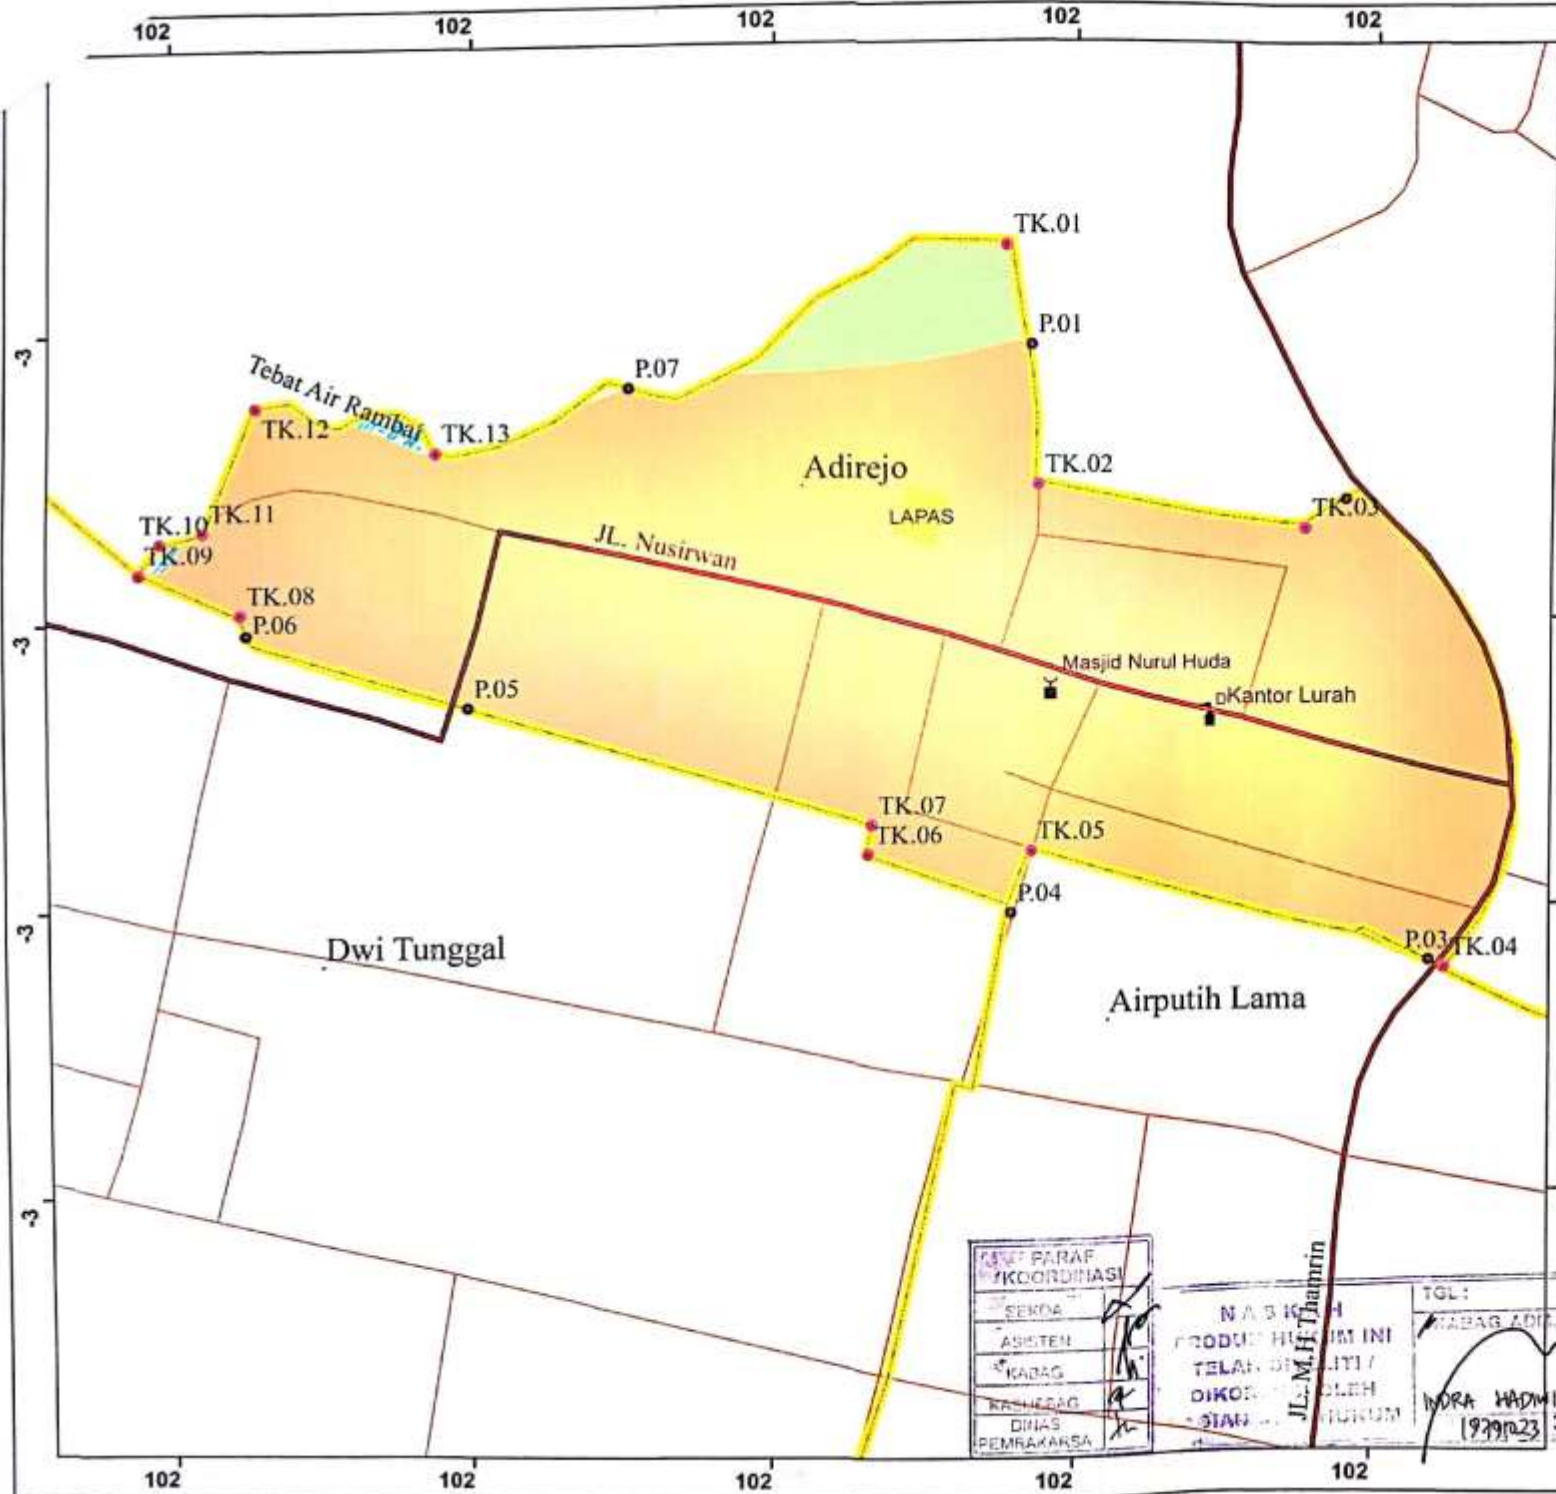 102 102 102 102 102
TK.01
P.01
-3
P.07
Tebat Air Rambai
TK.12
TK.13
Adirejo
TK.02
LAPAS
TK.03
TK.11
TK.10
JL. Nusirwan
TK.09
TK.08
P.06
-3
Masjid Nurul Huda
P.05
Kantor Lurah
TK.07
TK.06
TK.05
P.04
-3
P.03
TK.04
Dwi Tunggal
Airputih Lama
-3
JL. M.H. Thamrin
PARAF
KOORDINASI
SEKDA
ASISTEN
KABAG
DINAS
PEMRAKARSA
NASKAH
PRODUK HUKUM INI
TELAH
OLEH
HUKUM
TGL :
KABAG
INDRA
102 102 102 102 102